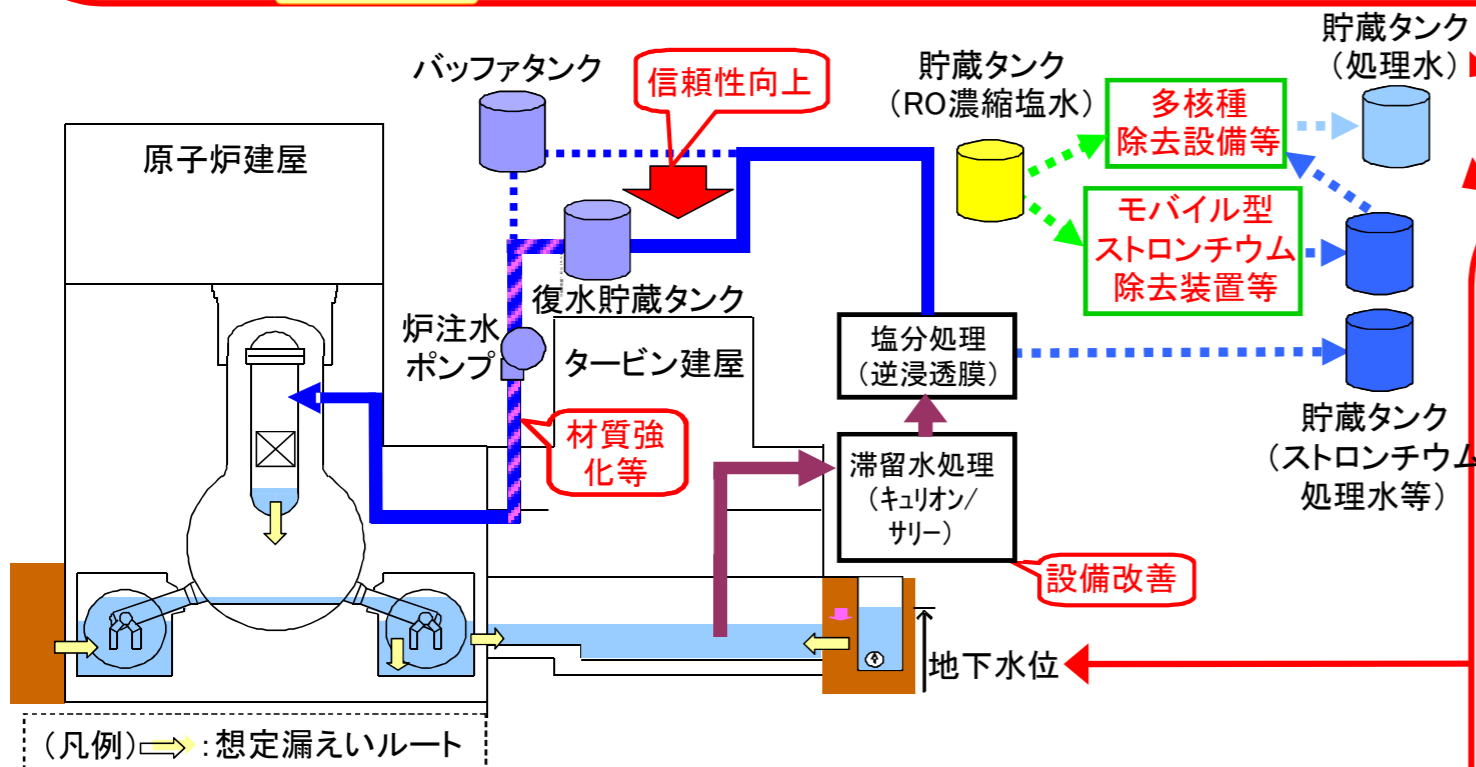 貯蔵タンク
（処理水）
バッファタンク
信頼性向上
貯蔵タンク
（RO濃縮塩水）
多核種
除去設備等
原子炉建屋
モバイル型
ストロンチウム
除去装置等
復水貯蔵タンク
炉注水
ポンプ
タービン建屋
塩分処理
（逆浸透膜）
材質強
化等
貯蔵タンク
（ストロンチウム
処理水等）
滞留水処理
（キュリオン/
サリー）
設備改善
地下水位
（凡例） ：想定漏えいルート